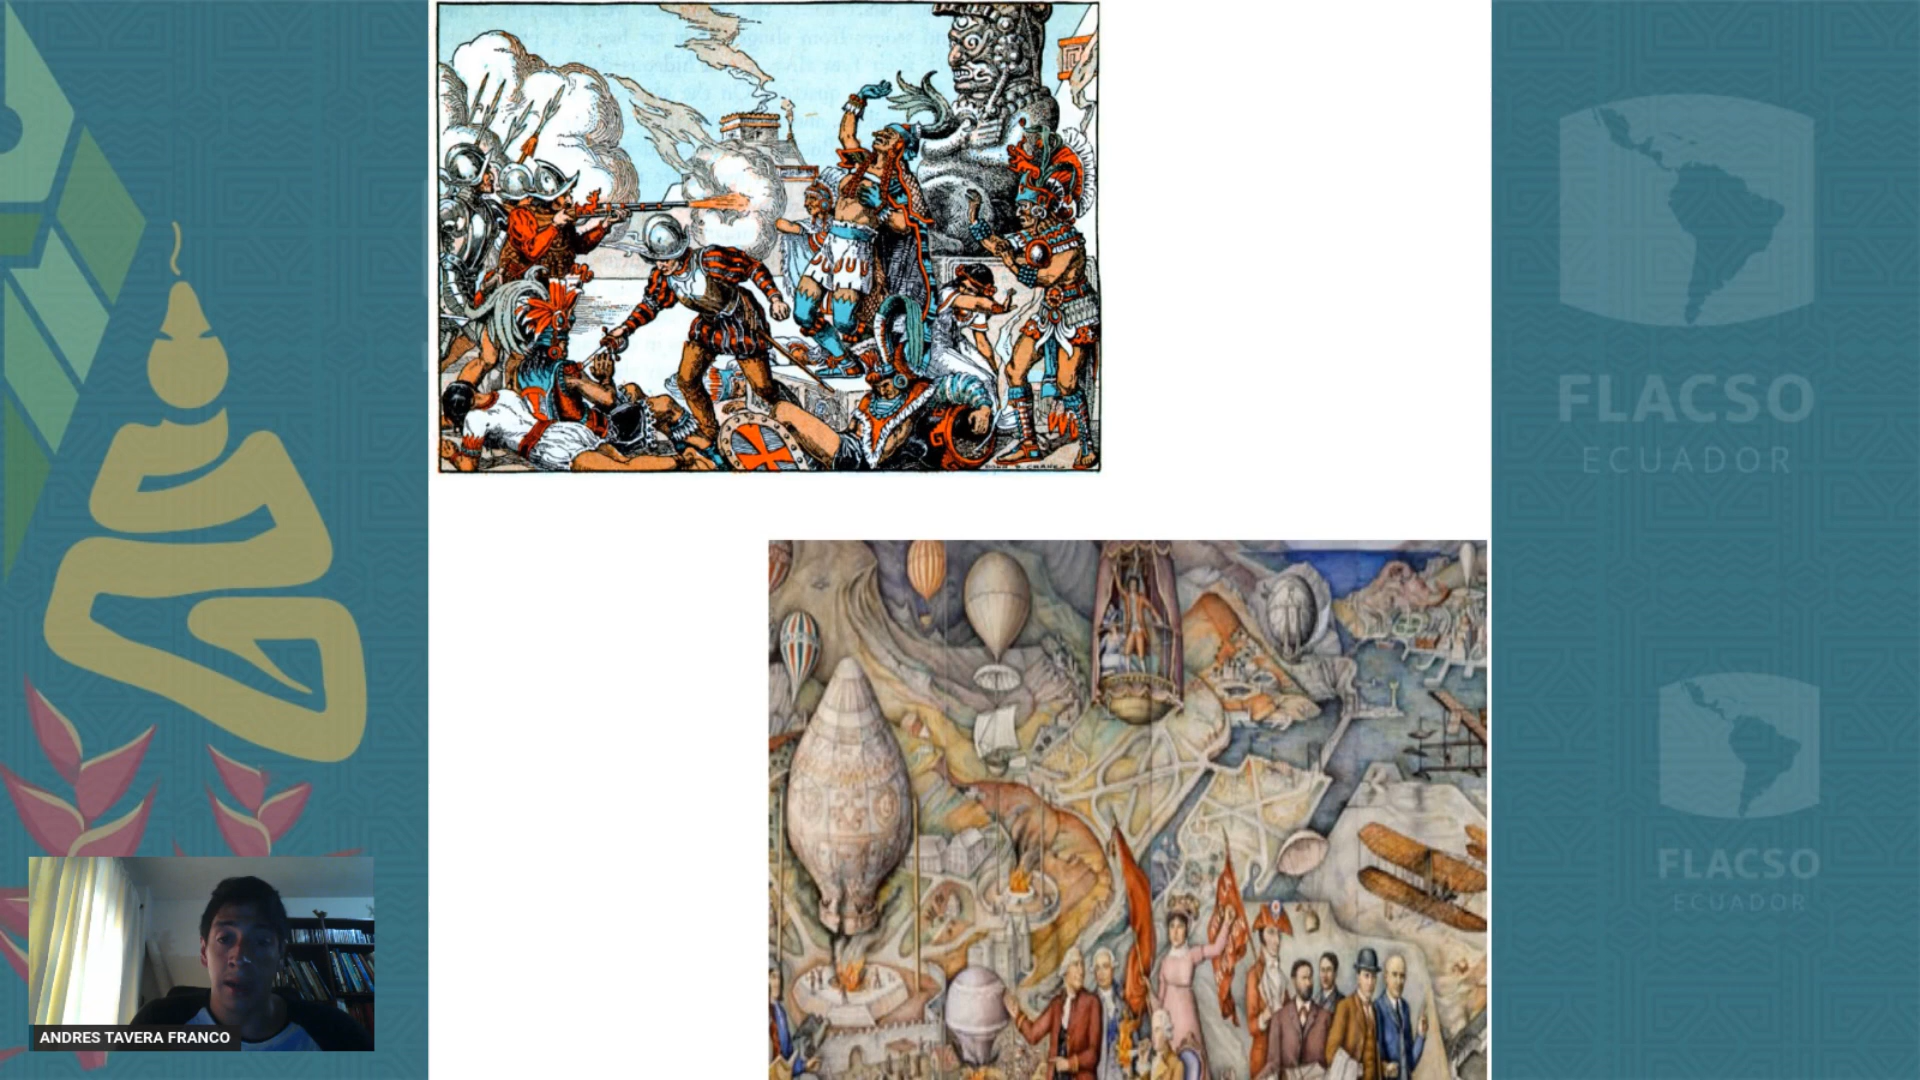 FLACSO
ECUADOR
FLACSO
ECUADOR
ANDRES TAVERA FRANCO